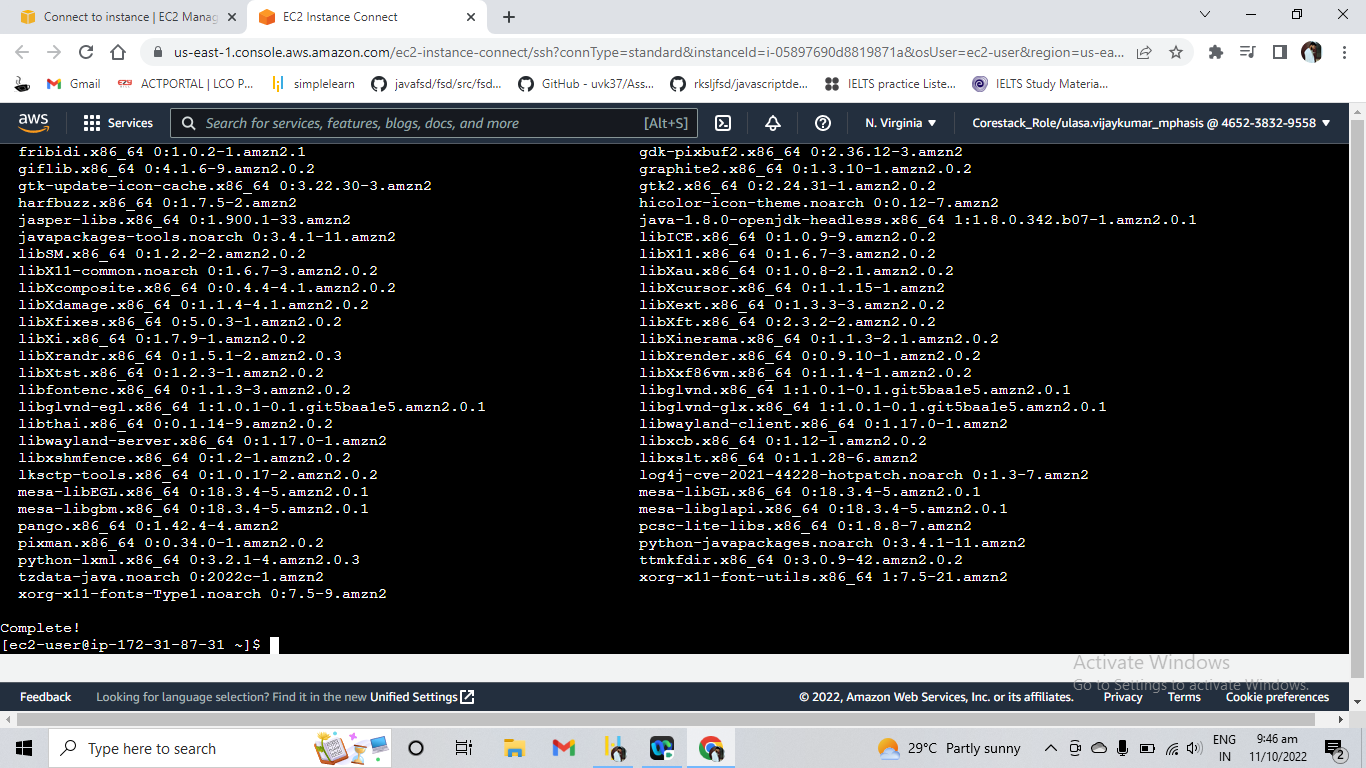 Connect to instance | EC2 Manag
EC2 Instance Connect
us-east-1.console.aws.amazon.com/ec2-instance-connect/ssh?connType=standard&instanceId=i-05897690d8819871a&osUser=ec2-user&region=us-ea...
Gmail
ACTPORTAL | LCO P...
simplelearn
javafsd/fsd/src/fsd...
GitHub - uvk37/Ass...
rksljfsd/javascriptde...
IELTS practice Liste...
IELTS Study Materia...
aws Services Search for services, features, blogs, docs, and more [Alt+S] N. Virginia Corestack_Role/ulasa.vijaykumar_mphasis @ 4652-3832-9558
fribidi.x86_64 0:1.0.2-1.amzn2.1 gdk-pixbuf2.x86_64 0:2.36.12-3.amzn2
giflib.x86_64 0:4.1.6-9.amzn2.0.2 graphite2.x86_64 0:1.3.10-1.amzn2.0.2
gtk-update-icon-cache.x86_64 0:3.22.30-3.amzn2 gtk2.x86_64 0:2.24.31-1.amzn2.0.2
harfbuzz.x86_64 0:1.7.5-2.amzn2 hicolor-icon-theme.noarch 0:0.12-7.amzn2
jasper-libs.x86_64 0:1.900.1-33.amzn2 java-1.8.0-openjdk-headless.x86_64 1:1.8.0.342.b07-1.amzn2.0.1
javapackages-tools.noarch 0:3.4.1-11.amzn2 libICE.x86_64 0:1.0.9-9.amzn2.0.2
libSM.x86_64 0:1.2.2-2.amzn2.0.2 libX11.x86_64 0:1.6.7-3.amzn2.0.2
libX11-common.noarch 0:1.6.7-3.amzn2.0.2 libXau.x86_64 0:1.0.8-2.1.amzn2.0.2
libXcomposite.x86_64 0:0.4.4-4.1.amzn2.0.2 libXcursor.x86_64 0:1.1.15-1.amzn2
libXdamage.x86_64 0:1.1.4-4.1.amzn2.0.2 libXext.x86_64 0:1.3.3-3.amzn2.0.2
libXfixes.x86_64 0:5.0.3-1.amzn2.0.2 libXft.x86_64 0:2.3.2-2.amzn2.0.2
libXi.x86_64 0:1.7.9-1.amzn2.0.2 libXinerama.x86_64 0:1.1.3-2.1.amzn2.0.2
libXrandr.x86_64 0:1.5.1-2.amzn2.0.3 libXrender.x86_64 0:0.9.10-1.amzn2.0.2
libXtst.x86_64 0:1.2.3-1.amzn2.0.2 libXxf86vm.x86_64 0:1.1.4-1.amzn2.0.2
libfontenc.x86_64 0:1.1.3-3.amzn2.0.2 libglvnd.x86_64 1:1.0.1-0.1.git5baa1e5.amzn2.0.1
libglvnd-egl.x86_64 1:1.0.1-0.1.git5baa1e5.amzn2.0.1 libglvnd-glx.x86_64 1:1.0.1-0.1.git5baa1e5.amzn2.0.1
libthai.x86_64 0:0.1.14-9.amzn2.0.2 libwayland-client.x86_64 0:1.17.0-1.amzn2
libwayland-server.x86_64 0:1.17.0-1.amzn2 libxcb.x86_64 0:1.12-1.amzn2.0.2
libxshmfence.x86_64 0:1.2-1.amzn2.0.2 libxslt.x86_64 0:1.1.28-6.amzn2
lksctp-tools.x86_64 0:1.0.17-2.amzn2.0.2 log4j-cve-2021-44228-hotpatch.noarch 0:1.3-7.amzn2
mesa-libEGL.x86_64 0:18.3.4-5.amzn2.0.1 mesa-libGL.x86_64 0:18.3.4-5.amzn2.0.1
mesa-libgbm.x86_64 0:18.3.4-5.amzn2.0.1 mesa-libglapi.x86_64 0:18.3.4-5.amzn2.0.1
pango.x86_64 0:1.42.4-4.amzn2 pcsc-lite-libs.x86_64 0:1.8.8-7.amzn2
pixman.x86_64 0:0.34.0-1.amzn2.0.2 python-javapackages.noarch 0:3.4.1-11.amzn2
python-lxml.x86_64 0:3.2.1-4.amzn2.0.3 ttmkfdir.x86_64 0:3.0.9-42.amzn2.0.2
tzdata-java.noarch 0:2022c-1.amzn2 xorg-x11-font-utils.x86_64 1:7.5-21.amzn2
xorg-x11-fonts-Type1.noarch 0:7.5-9.amzn2
Complete!
[ec2-user@ip-172-31-87-31 ~]$
Activate Windows
Go to Settings to activate Windows.
Feedback Looking for language selection? Find it in the new Unified Settings © 2022, Amazon Web Services, Inc. or its affiliates. Privacy Terms Cookie preferences
Type here to search 29°C Partly sunny ENG 9:46 am
IN 11/10/2022 2